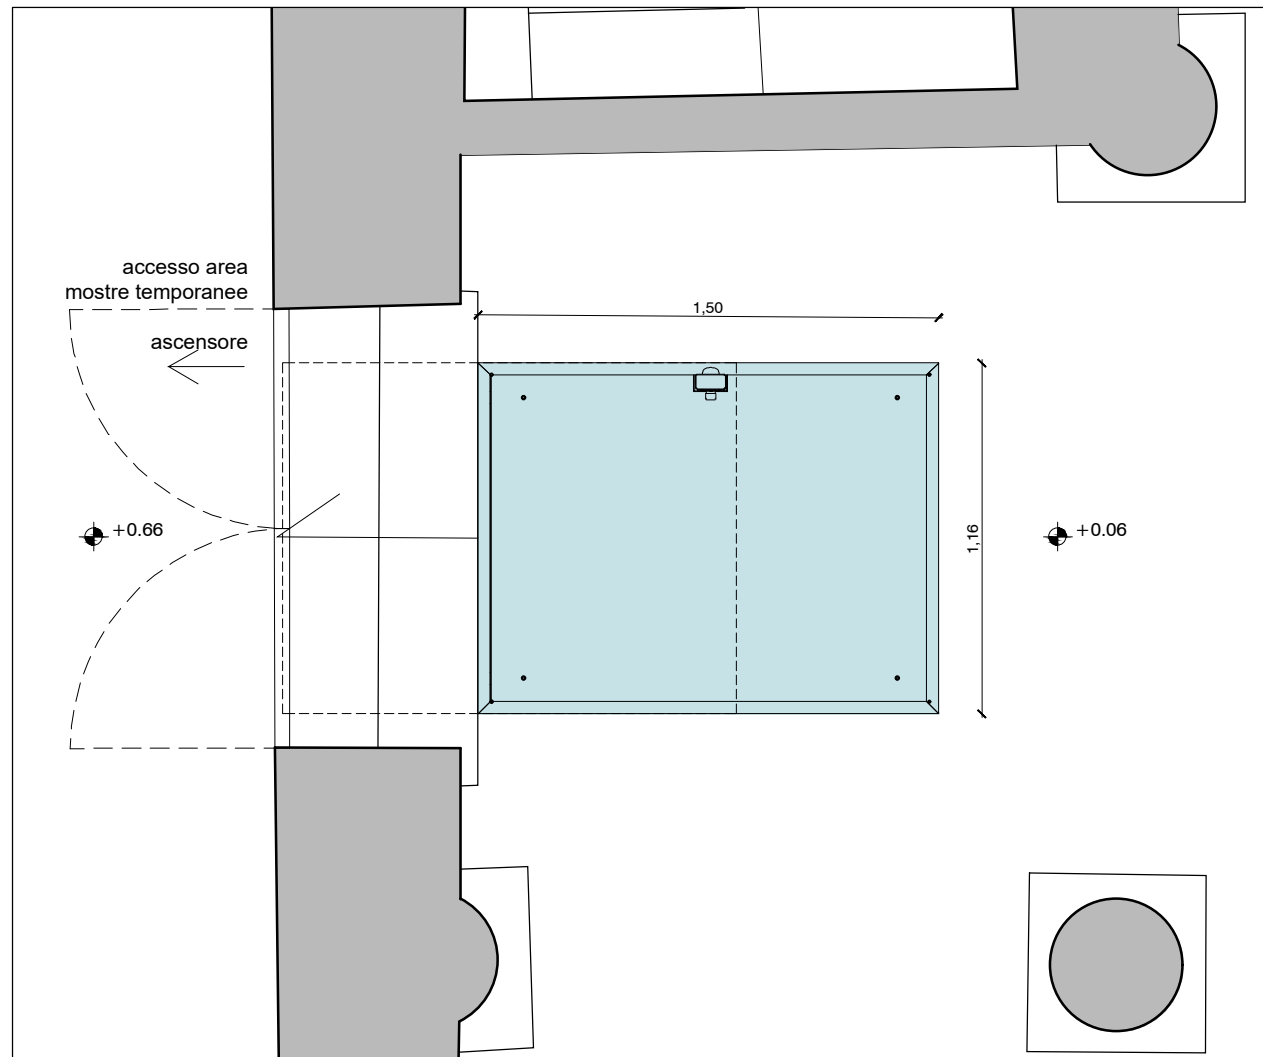 accesso area
mostre temporanee
ascensore
1,50
1,16
+0.66
+0.06